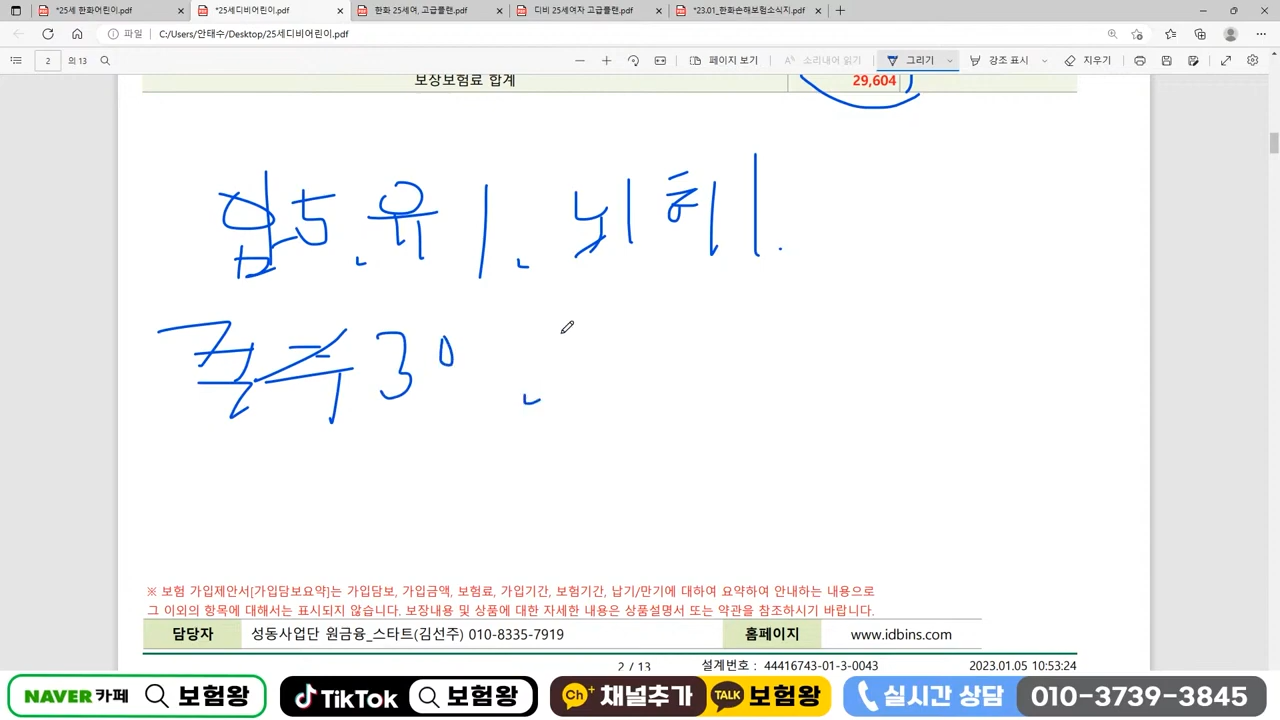 *25세 한화어린이.pdf
*25세디비어린이.pdf
한화 25세여, 고급플랜.pdf
디비 25세여자 고급플랜.pdf
*23.01_한화손해보험소식지.pdf
파일
C:/Users/안태수/Desktop/25세디비어린이.pdf
2 의 13
페이지 보기
소리내어 읽기
그리기
강조 표시
지우기
보상보험료 합계 29,604
암5.유1.뇌허1.
질수30
※ 보험 가입제안서[가입담보요약]는 가입담보, 가입금액, 보험료, 가입기간, 보험기간, 납기/만기에 대하여 요약하여 안내하는 내용으로
그 이외의 항목에 대해서는 표시되지 않습니다. 보장내용 및 상품에 대한 자세한 내용은 상품설명서 또는 약관을 참조하시기 바랍니다.
담당자 성동사업단 원금융_스타트(김선주) 010-8335-7919 홈페이지 www.idbins.com
2 / 13 설계번호 : 44416743-01-3-0043 2023.01.05 10:53:24
NAVER 카페 보험왕 TikTok 보험왕 Ch+ 채널추가 TALK 보험왕 실시간 상담 010-3739-3845